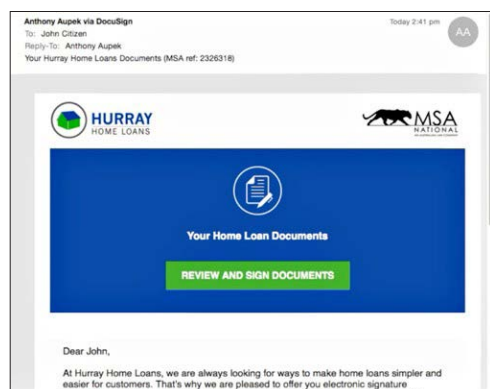 Anthony Aupek via DocuSign
Today 2:41 pm
AA
To: John Citizen
Reply-To: Anthony Aupek
Your Hurray Home Loans Documents (MSA ref: 2326318)
HURRAY
HOME LOANS
MSA
NATIONAL
Your Home Loan Documents
REVIEW AND SIGN DOCUMENTS
Dear John,
At Hurray Home Loans, we are always looking for ways to make home loans simpler and
easier for customers. That's why we are pleased to offer you electronic signature